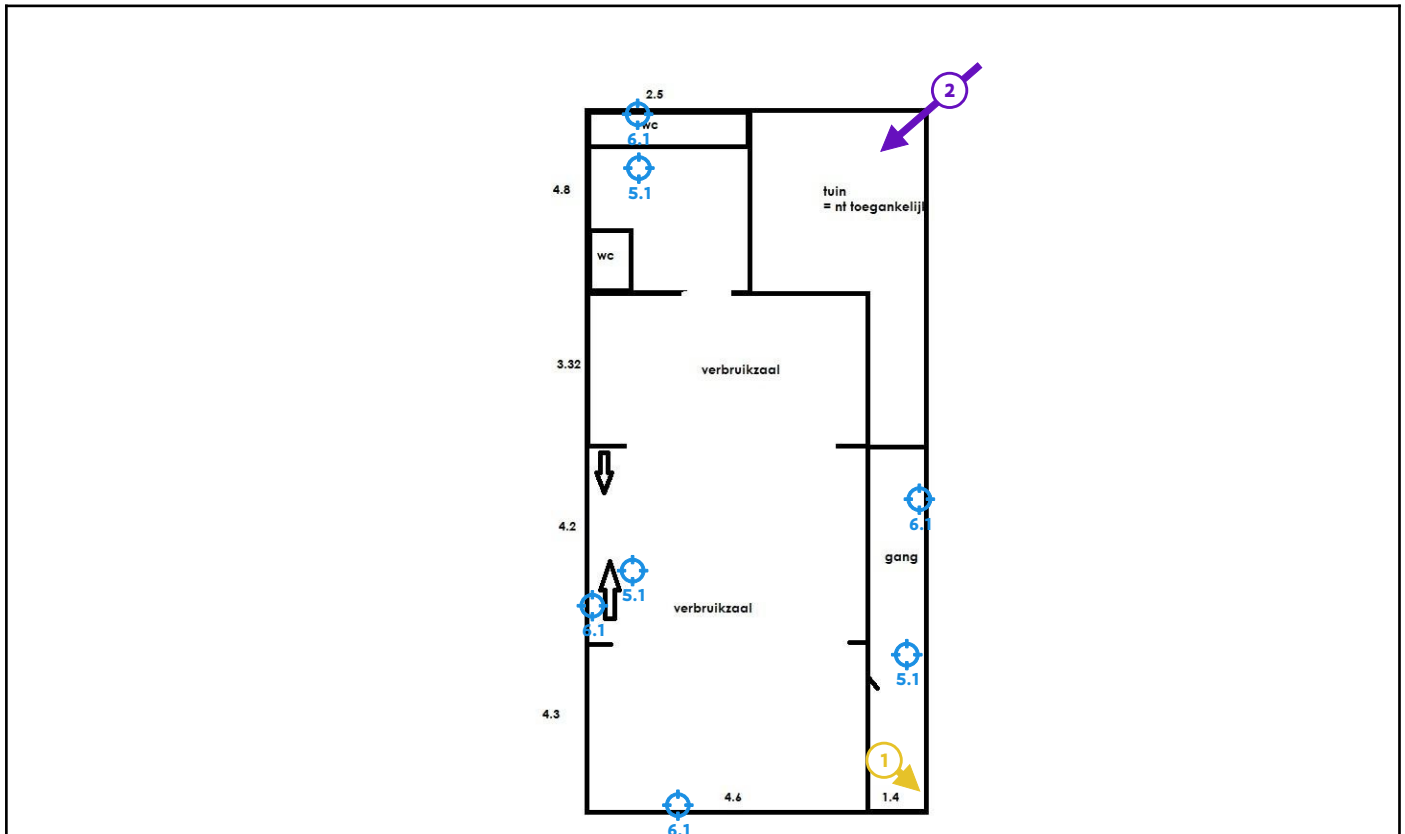 2
2.5
wc
6.1
5.1
4.8
tuin
= nt toegankelijk
wc
3.32
verbruikzaal
6.1
4.2
gang
5.1
verbruikzaal
6.1
5.1
4.3
1
4.6
1.4
6.1